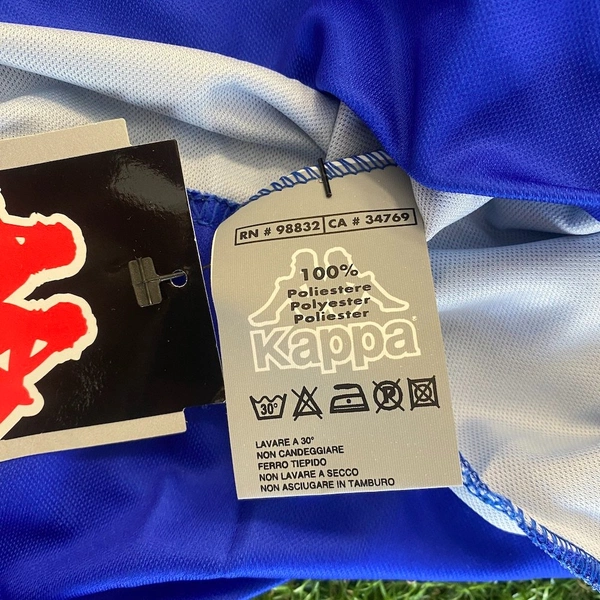 RN # 98832 CA # 34769
100%
Poliestere
Polyester
Poliester
Kappa
30°
R
LAVARE A 30°
NON CANDEGGIARE
FERRO TIEPIDO
NON LAVARE A SECCO
NON ASCIUGARE IN TAMBURO